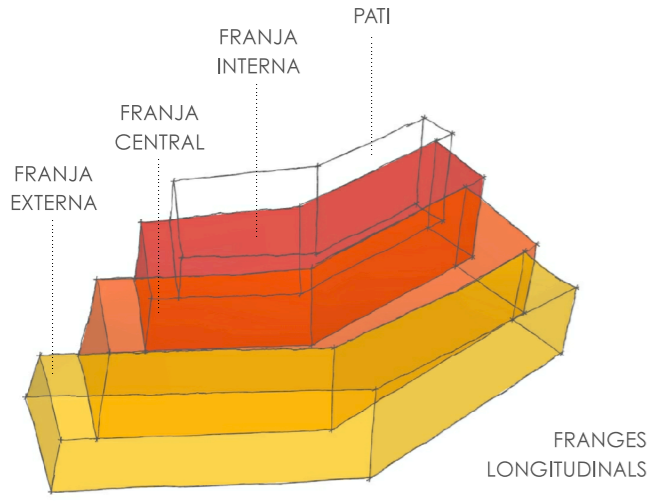 PATI
FRANJA
INTERNA
FRANJA
CENTRAL
FRANJA
EXTERNA
FRANGES
LONGITUDINALS